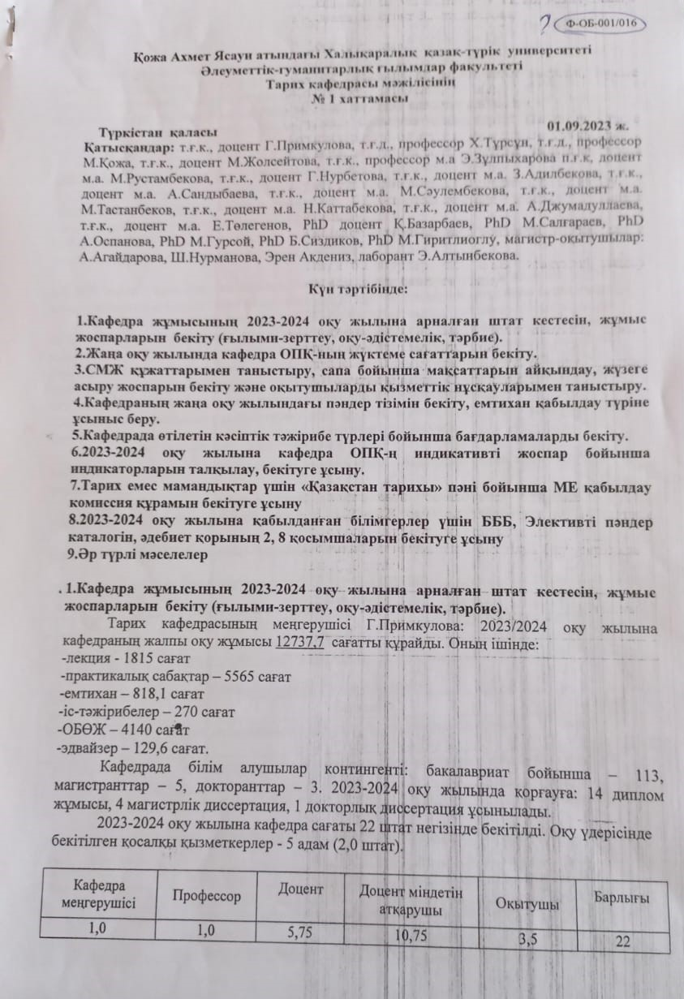 ? Ф-ОБ-001/016
Қожа Ахмет Ясауи атындағы Халықаралық қазақ-түрік университеті
Әлеуметтік-гуманитарлық ғылымдар факультеті
Тарих кафедрасы мәжілісінің
№ 1 хаттамасы
Түркістан қаласы 01.09.2023 ж.
Қатысқандар: т.ғ.к., доцент Г.Примкулова, т.ғ.д., профессор Х.Тұрсұн, т.ғ.д., профессор
М.Қожа, т.ғ.к., доцент М.Жолсейтова, т.ғ.к., профессор м.а Э.Зұлпыхарова п.ғ.к, доцент
м.а. М.Рустамбекова, т.ғ.к., доцент Г.Нурбетова, т.ғ.к., доцент м.а. З.Адилбекова, т.ғ.к.,
доцент м.а. А.Сандыбаева, т.ғ.к., доцент м.а. М.Сәулембекова, т.ғ.к., доцент м.а.
М.Тастанбеков, т.ғ.к., доцент м.а. Н.Каттабекова, т.ғ.к., доцент м.а. А.Джумадуллаева,
т.ғ.к., доцент м.а. Е.Төлегенов, PhD доцент Қ.Базарбаев, PhD М.Салғараев, PhD
А.Оспанова, PhD М.Гурсой, PhD Б.Сиздиков, PhD М.Гиритлиоглу, магистр-оқытушылар:
А.Агайдарова, Ш.Нурманова, Эрен Акдениз, лаборант Э.Алтынбекова.
Күн тәртібінде:
1.Кафедра жұмысының 2023-2024 оқу жылына арналған штат кестесін, жұмыс
жоспарларын бекіту (ғылыми-зерттеу, оқу-әдістемелік, тәрбие).
2.Жаңа оқу жылында кафедра ОПҚ-ның жүктеме сағаттарын бекіту.
3.СМЖ құжаттарымен таныстыру, сапа бойынша мақсаттарын айқындау, жүзеге
асыру жоспарын бекіту және оқытушыларды қызметтік нұсқауларымен таныстыру.
4.Кафедраның жаңа оқу жылындағы пәндер тізімін бекіту, емтихан қабылдау түріне
ұсыныс беру.
5.Кафедрада өтілетін кәсіптік тәжірибе түрлері бойынша бағдарламаларды бекіту.
6.2023-2024 оқу жылына кафедра ОПҚ-ң индикативті жоспар бойынша
индикаторларын талқылау, бекітуге ұсыну.
7.Тарих емес мамандықтар үшін «Қазақстан тарихы» пәні бойынша МЕ қабылдау
комиссия құрамын бекітуге ұсыну
8.2023-2024 оқу жылына қабылданған білімгерлер үшін БББ, Элективті пәндер
каталогін, әдебиет қорының 2, 8 қосымшаларын бекітуге ұсыну
9.Әр түрлі мәселелер
.1.Кафедра жұмысының 2023-2024 оқу жылына арналған штат кестесін, жұмыс
жоспарларын бекіту (ғылыми-зерттеу, оқу-әдістемелік, тәрбие).
Тарих кафедрасының меңгерушісі Г.Примкулова: 2023/2024 оқу жылына
кафедраның жалпы оқу жұмысы 12737,7 сағатты құрайды. Оның ішінде:
-лекция - 1815 сағат
-практикалық сабақтар – 5565 сағат
-емтихан – 818,1 сағат
-іс-тәжірибелер – 270 сағат
-ОБӨЖ – 4140 сағат
-эдвайзер – 129,6 сағат.
Кафедрада білім алушылар контингенті: бакалавриат бойынша – 113,
магистранттар – 5, докторанттар – 3. 2023-2024 оқу жылында қорғауға: 14 диплом
жұмысы, 4 магистрлік диссертация, 1 докторлық диссертация ұсынылады.
2023-2024 оқу жылына кафедра сағаты 22 штат негізінде бекітілді. Оқу үдерісінде
бекітілген қосалқы қызметкерлер - 5 адам (2,0 штат).
Кафедра меңгерушісі Профессор Доцент Доцент міндетін атқарушы Оқытушы Барлығы
1,0 1,0 5,75 10,75 3,5 22